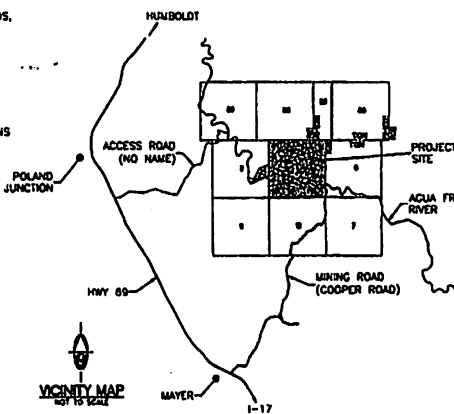 HUMBOLDT
ACCESS ROAD
(NO NAME)
PROJECT
SITE
POLAND
JUNCTION
AGUA FR
RIVER
MINING ROAD
(COOPER ROAD)
HWY 69
VICINITY MAP
NOT TO SCALE
MAYER
I-17